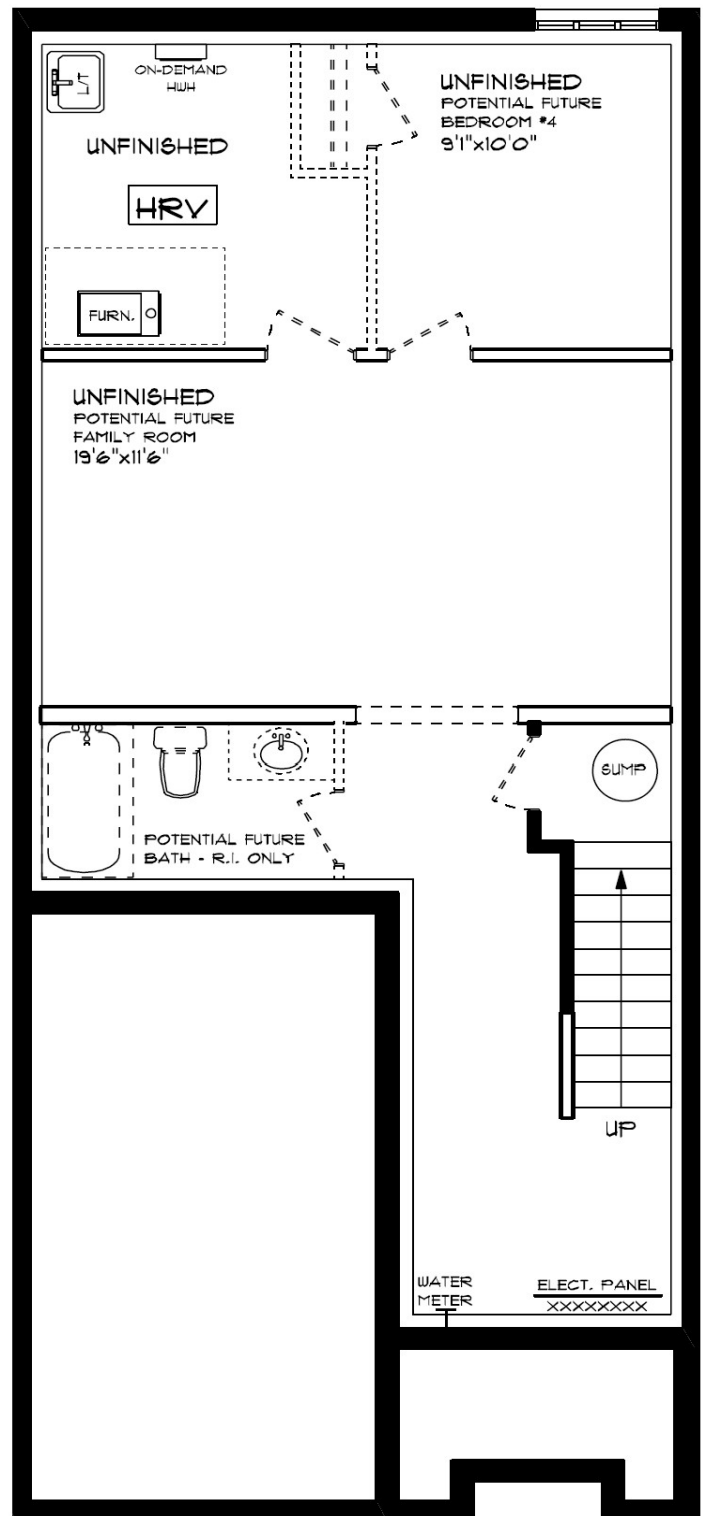 L/T
ON-DEMAND
HWH
UNFINISHED
HRV
FURN.
UNFINISHED
POTENTIAL FUTURE
BEDROOM #4
9'1"x10'0"
UNFINISHED
POTENTIAL FUTURE
FAMILY ROOM
19'6"x11'6"
SUMP
POTENTIAL FUTURE
BATH - R.I. ONLY
UP
WATER
METER
ELECT. PANEL
XXXXXXXX